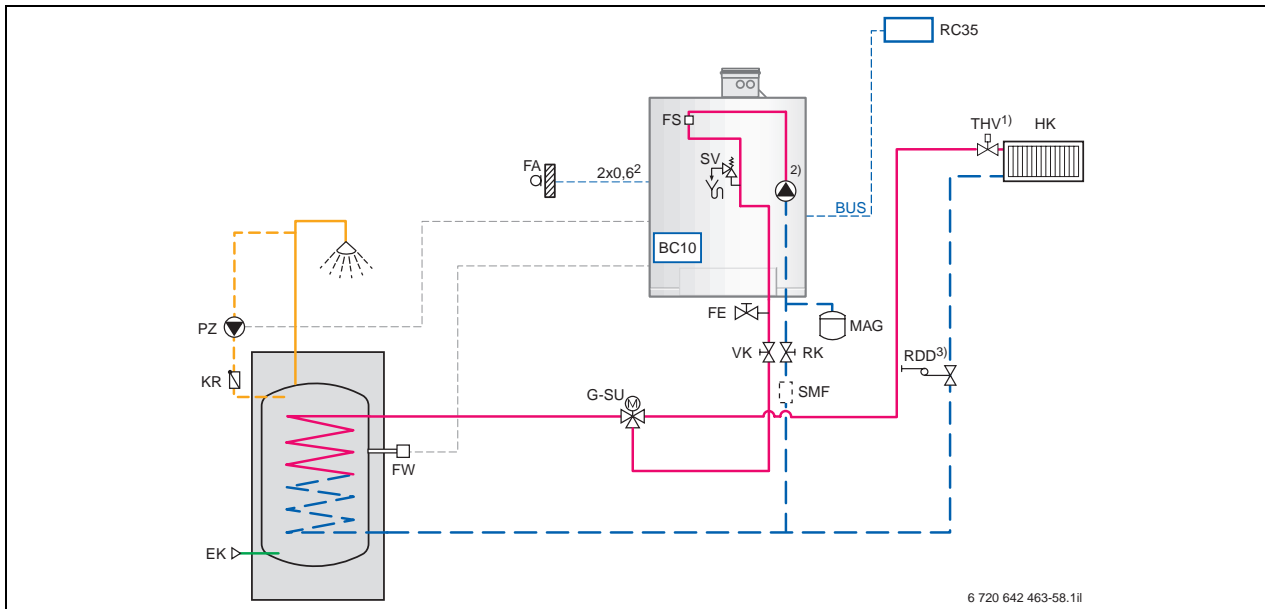 RC35
THV¹⁾
HK
FS
SV
2)
FA
2x0,6²
BUS
BC10
PZ
FE
MAG
VK
RK
RDD³⁾
KR
SMF
G-SU
M
FW
EK
6 720 642 463-58.1il